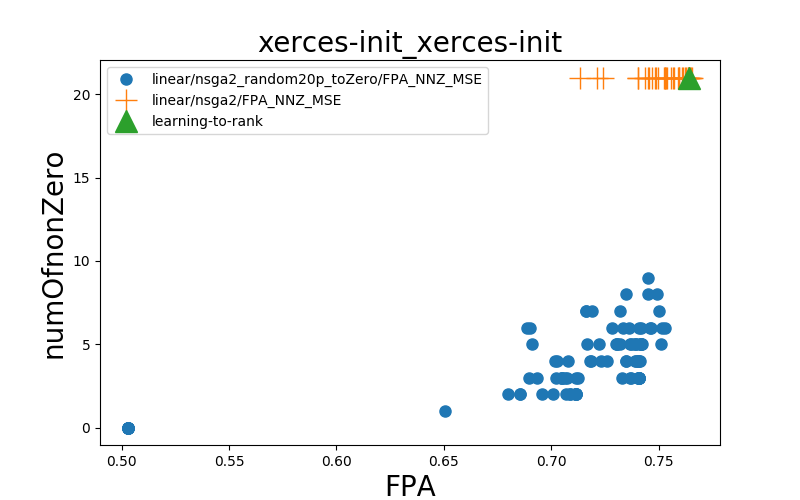 xerces-init_xerces-init
linear/nsga2_random20p_toZero/FPA_NNZ_MSE
linear/nsga2/FPA_NNZ_MSE
learning-to-rank
numOfnonZero
20
15
10
5
0
0.50 0.55 0.60 0.65 0.70 0.75
FPA